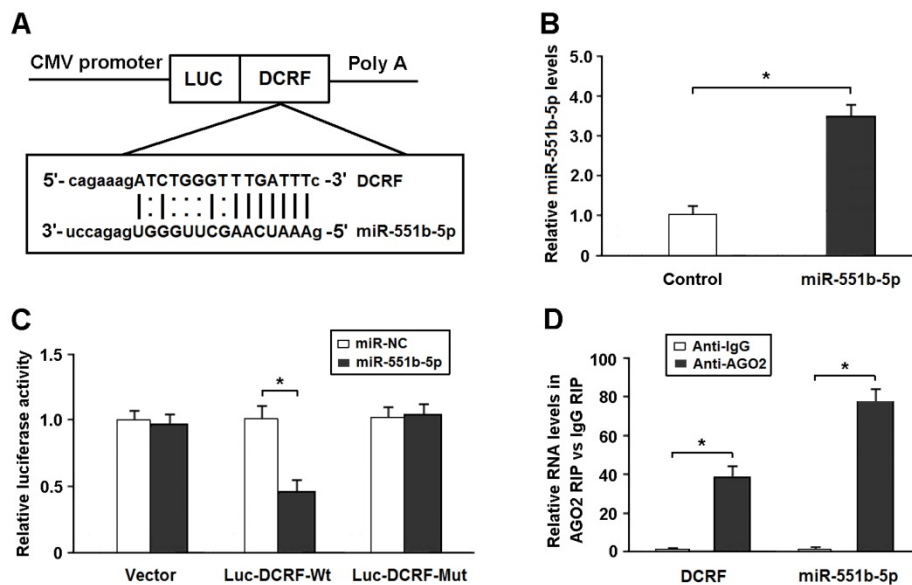 A
CMV promoter
LUC
DCRF
Poly A
5'- cagaaagATCTGGGTTTGATTTc -3' DCRF
3'-uccagagUGGGUUCGAACUAAAg -5' miR-551b-5p
B
Relative miR-551b-5p levels
5.0
4.0
3.0
2.0
1.0
0
*
Control
miR-551b-5p
C
Relative luciferase activity
miR-NC
miR-551b-5p
1.5
1.0
0.5
0
*
Vector
Luc-DCRF-Wt
Luc-DCRF-Mut
D
Relative RNA levels in
AGO2 RIP vs IgG RIP
Anti-IgG
Anti-AGO2
100
80
60
40
20
0
*
*
DCRF
miR-551b-5p